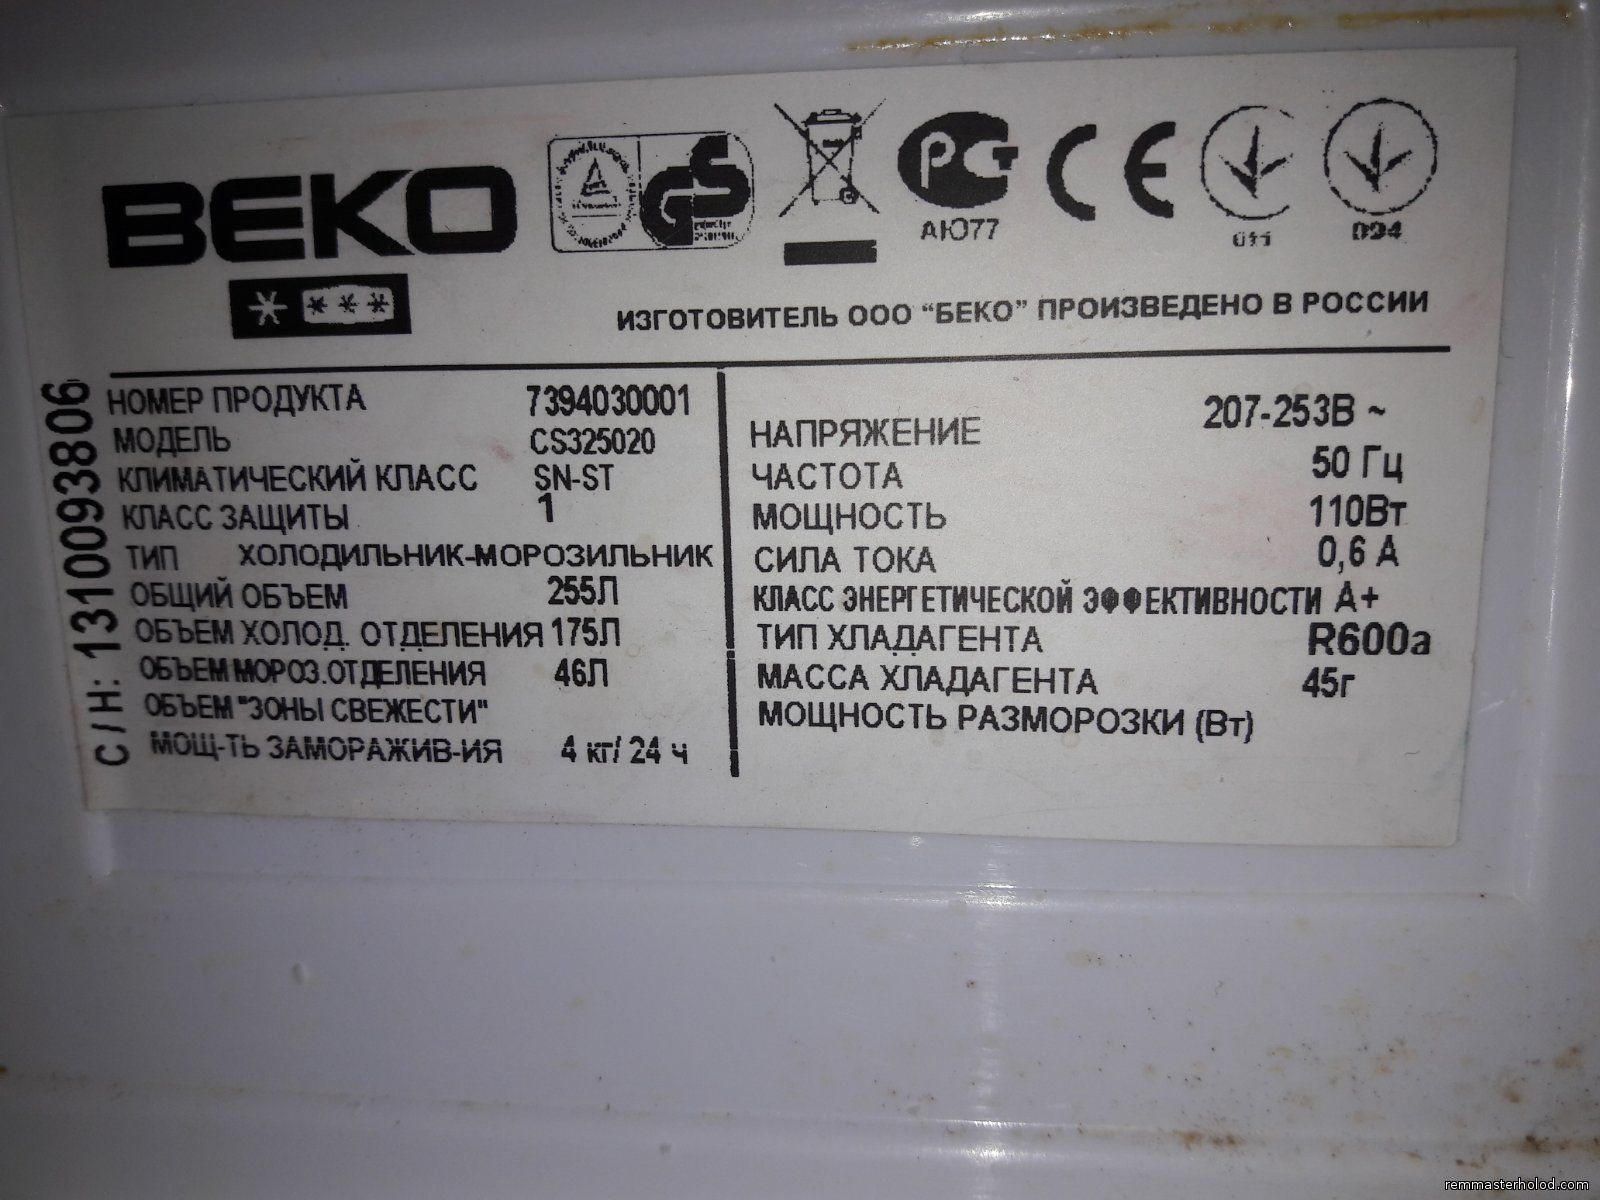 BEKO
АЮ77
011
004
ИЗГОТОВИТЕЛЬ ООО “БЕКО” ПРОИЗВЕДЕНО В РОССИИ
С/Н: 1310093806
НОМЕР ПРОДУКТА 7394030001
МОДЕЛЬ CS325020
КЛИМАТИЧЕСКИЙ КЛАСС SN-ST
КЛАСС ЗАЩИТЫ 1
ТИП ХОЛОДИЛЬНИК-МОРОЗИЛЬНИК
ОБЩИЙ ОБЪЕМ 255Л
ОБЪЕМ ХОЛОД. ОТДЕЛЕНИЯ 175Л
ОБЪЕМ МОРОЗ.ОТДЕЛЕНИЯ 46Л
ОБЪЕМ "ЗОНЫ СВЕЖЕСТИ"
МОЩ-ТЬ ЗАМОРАЖИВ-ИЯ 4 кг/ 24 ч
НАПРЯЖЕНИЕ 207-253В ~
ЧАСТОТА 50 Гц
МОЩНОСТЬ 110Вт
СИЛА ТОКА 0,6 А
КЛАСС ЭНЕРГЕТИЧЕСКОЙ ЭФФЕКТИВНОСТИ А+
ТИП ХЛАДАГЕНТА R600a
МАССА ХЛАДАГЕНТА 45г
МОЩНОСТЬ РАЗМОРОЗКИ (Вт)
remmasterholod.com